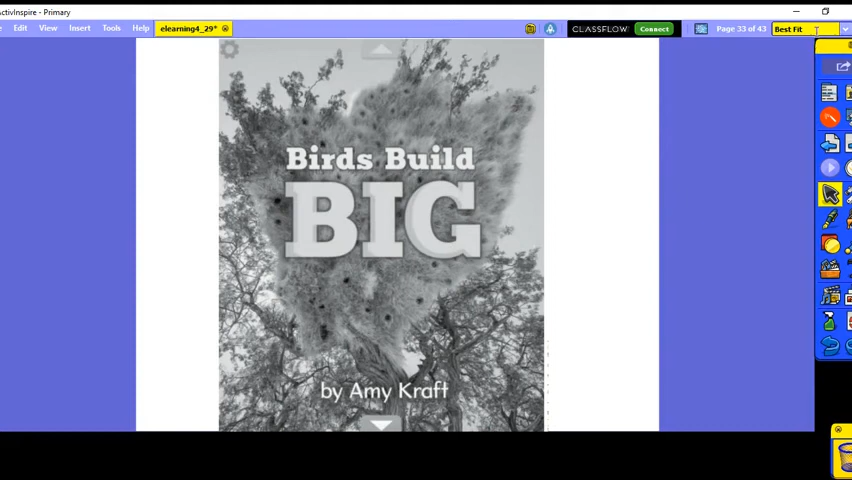 ActivInspire - Primary
Edit View Insert Tools Help elearning4_29* CLASSFLOW Connect Page 33 of 43 Best Fit
Birds Build
BIG
by Amy Kraft